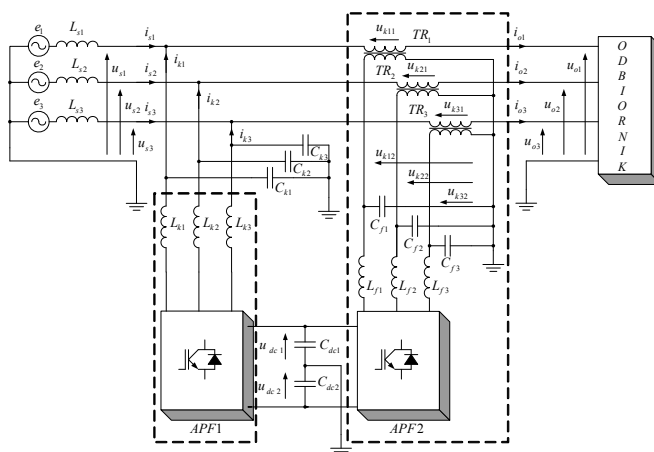 e1 Ls1 is1 ik1 uk11 TR1 io1
e2 Ls2 us1 is2 ik2 TR2 uk21 io2 uo1
e3 Ls3 us2 is3 TR3 uk31 io3 uo2
us3 ik3 Ck3 uk12 uo3
Ck2 uk22
Ck1 uk32
Lk1 Lk2 Lk3 Cf1
Cf2
Cf3
Lf1 Lf2 Lf3
udc1 Cdc1
udc2 Cdc2
APF1 APF2
O
D
B
I
O
R
N
I
K